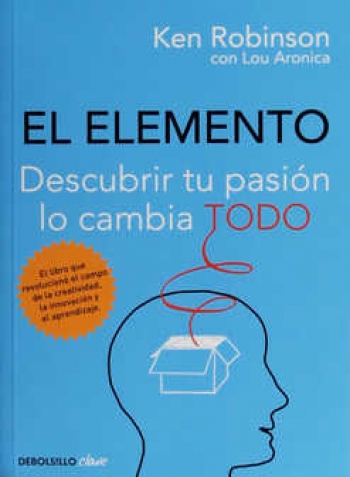 Ken Robinson
con Lou Aronica
EL ELEMENTO
Descubrir tu pasión
lo cambia TODO
El libro que
revolucionó el campo
de la creatividad,
la innovación y
el aprendizaje.
DEBOLSILLO clave